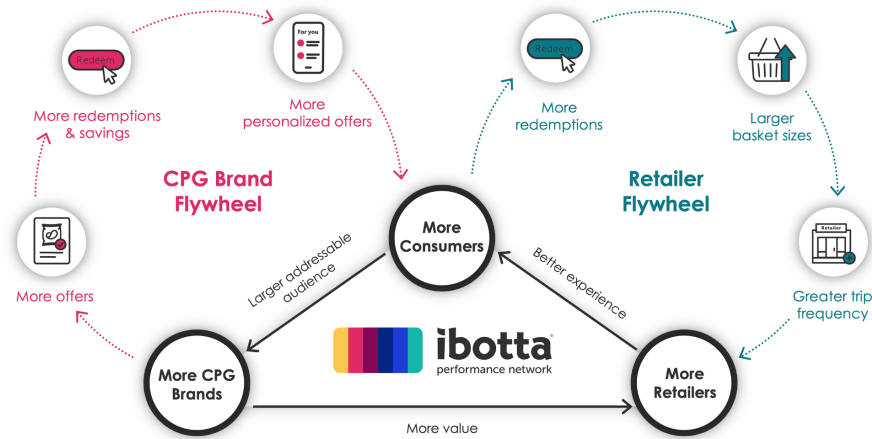 For you
Redeem
Redeem
More redemptions
& savings
More
personalized offers
More
redemptions
Larger
basket sizes
CPG Brand
Flywheel
Retailer
Flywheel
More
Consumers
Retailer
More offers
Larger addressable
audience
Better experience
Greater trip
frequency
ibotta
performance network
More CPG
Brands
More
Retailers
More value